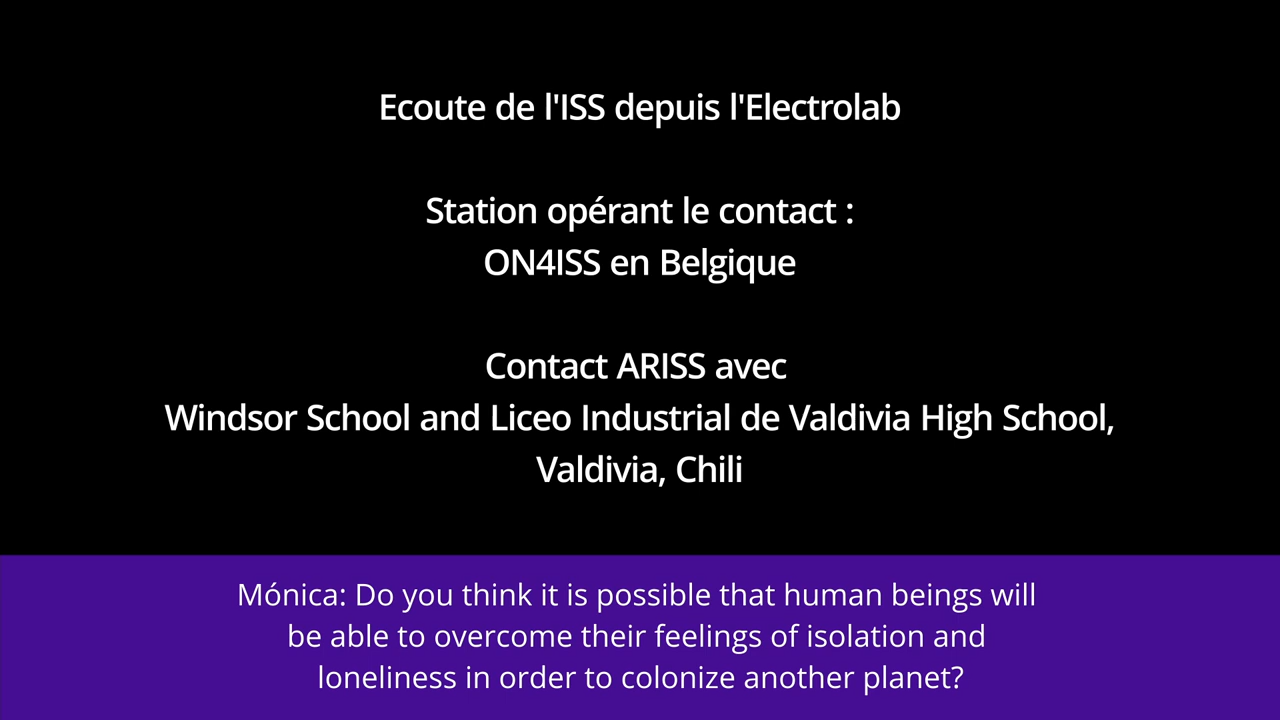 Ecoute de l'ISS depuis l'Electrolab
Station opérant le contact :
ON4ISS en Belgique
Contact ARISS avec
Windsor School and Liceo Industrial de Valdivia High School,
Valdivia, Chili
Mónica: Do you think it is possible that human beings will
be able to overcome their feelings of isolation and
loneliness in order to colonize another planet?